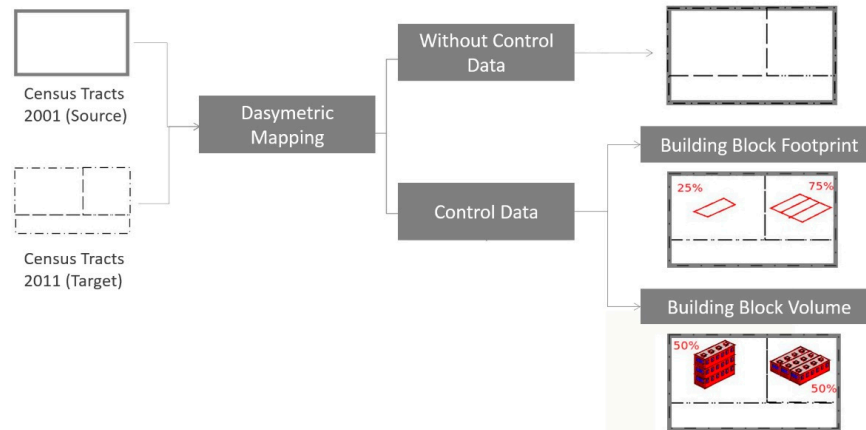 Census Tracts
2001 (Source)
Census Tracts
2011 (Target)
Dasymetric
Mapping
Without Control
Data
Control Data
Building Block Footprint
25%
75%
Building Block Volume
50%
50%